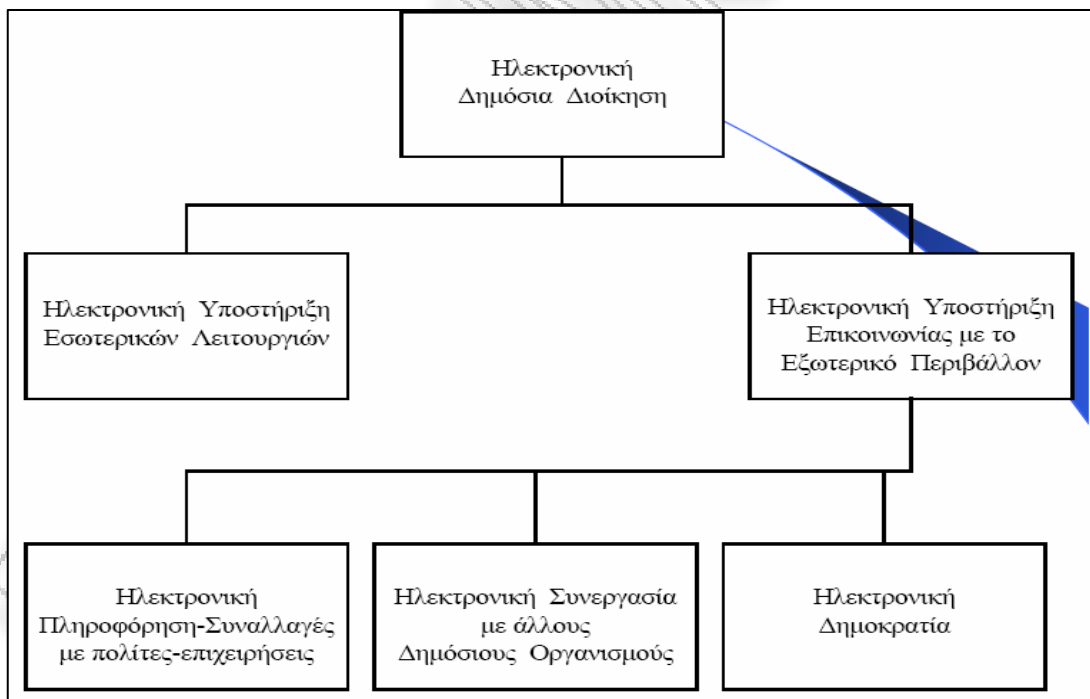 Ηλεκτρονική
Δημόσια Διοίκηση
Ηλεκτρονική Υποστήριξη
Εσωτερικών Λειτουργιών
Ηλεκτρονική Υποστήριξη
Επικοινωνίας με το
Εξωτερικό Περιβάλλον
Ηλεκτρονική
Πληροφόρηση-Συναλλαγές
με πολίτες-επιχειρήσεις
Ηλεκτρονική Συνεργασία
με άλλους
Δημόσιους Οργανισμούς
Ηλεκτρονική
Δημοκρατία